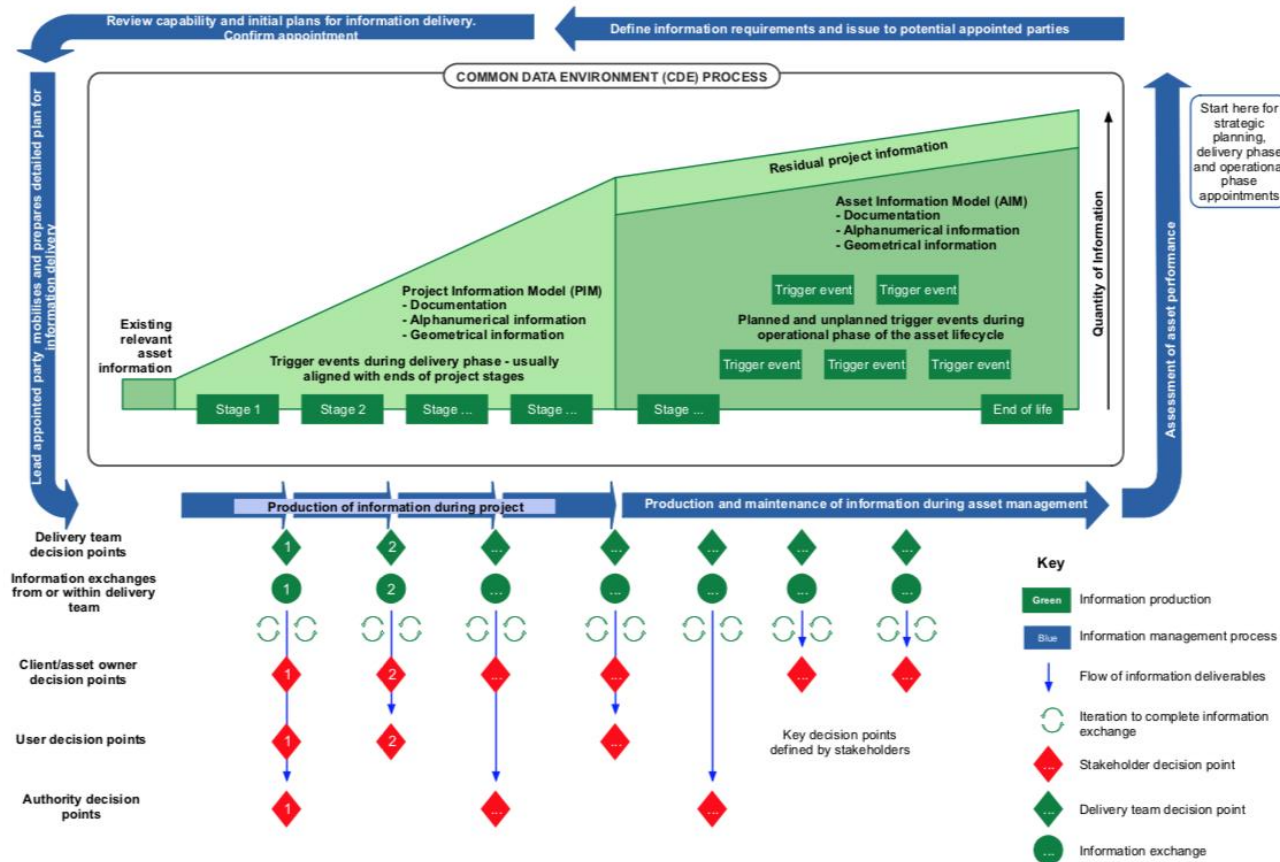 Review capability and initial plans for information delivery.
Confirm appointment
Define information requirements and issue to potential appointed parties
Lead appointed party mobilises and prepares detailed plan for
information delivery
COMMON DATA ENVIRONMENT (CDE) PROCESS
Start here for
strategic
planning,
delivery phase
and operational
phase
appointments
Assessment of asset performance
Quantity of Information
Residual project information
Asset Information Model (AIM)
- Documentation
- Alphanumerical information
- Geometrical information
Trigger event
Trigger event
Planned and unplanned trigger events during
operational phase of the asset lifecycle
Trigger event
Trigger event
Trigger event
Project Information Model (PIM)
- Documentation
- Alphanumerical information
- Geometrical information
Existing
relevant
asset
information
Trigger events during delivery phase - usually
aligned with ends of project stages
Stage 1
Stage 2
Stage ...
Stage ...
Stage ...
End of life
Production of information during project
Production and maintenance of information during asset management
Delivery team
decision points
1
2
...
...
...
...
...
Information exchanges
from or within delivery
team
1
2
...
...
...
...
...
Client/asset owner
decision points
1
2
...
...
...
...
User decision points
1
2
...
Key decision points
defined by stakeholders
Authority decision
points
1
...
...
Key
Green
Information production
Blue
Information management process
Flow of information deliverables
Iteration to complete information
exchange
...
Stakeholder decision point
...
Delivery team decision point
...
Information exchange